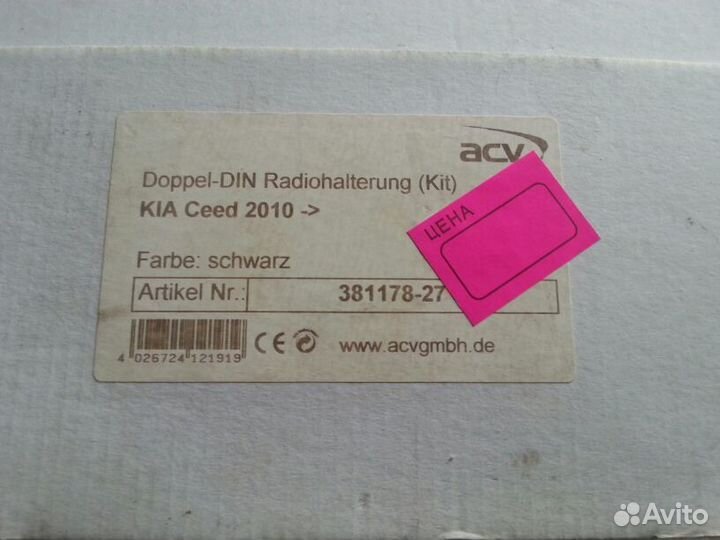 acv
Doppel-DIN Radiohalterung (Kit)
KIA Ceed 2010 ->
ЦЕНА
Farbe: schwarz
Artikel Nr.: 381178-27
4 026724 121919
CE www.acvgmbh.de
Avito